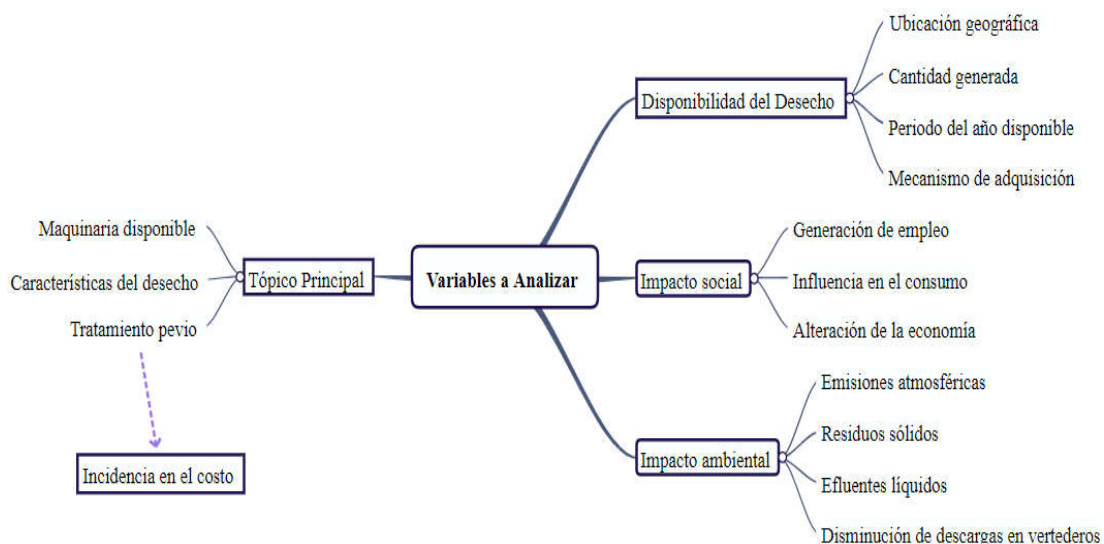 Variables a Analizar
Tópico Principal
Maquinaria disponible
Características del desecho
Tratamiento pevio
Incidencia en el costo
Disponibilidad del Desecho
Ubicación geográfica
Cantidad generada
Periodo del año disponible
Mecanismo de adquisición
Impacto social
Generación de empleo
Influencia en el consumo
Alteración de la economía
Impacto ambiental
Emisiones atmosféricas
Residuos sólidos
Efluentes líquidos
Disminución de descargas en vertederos